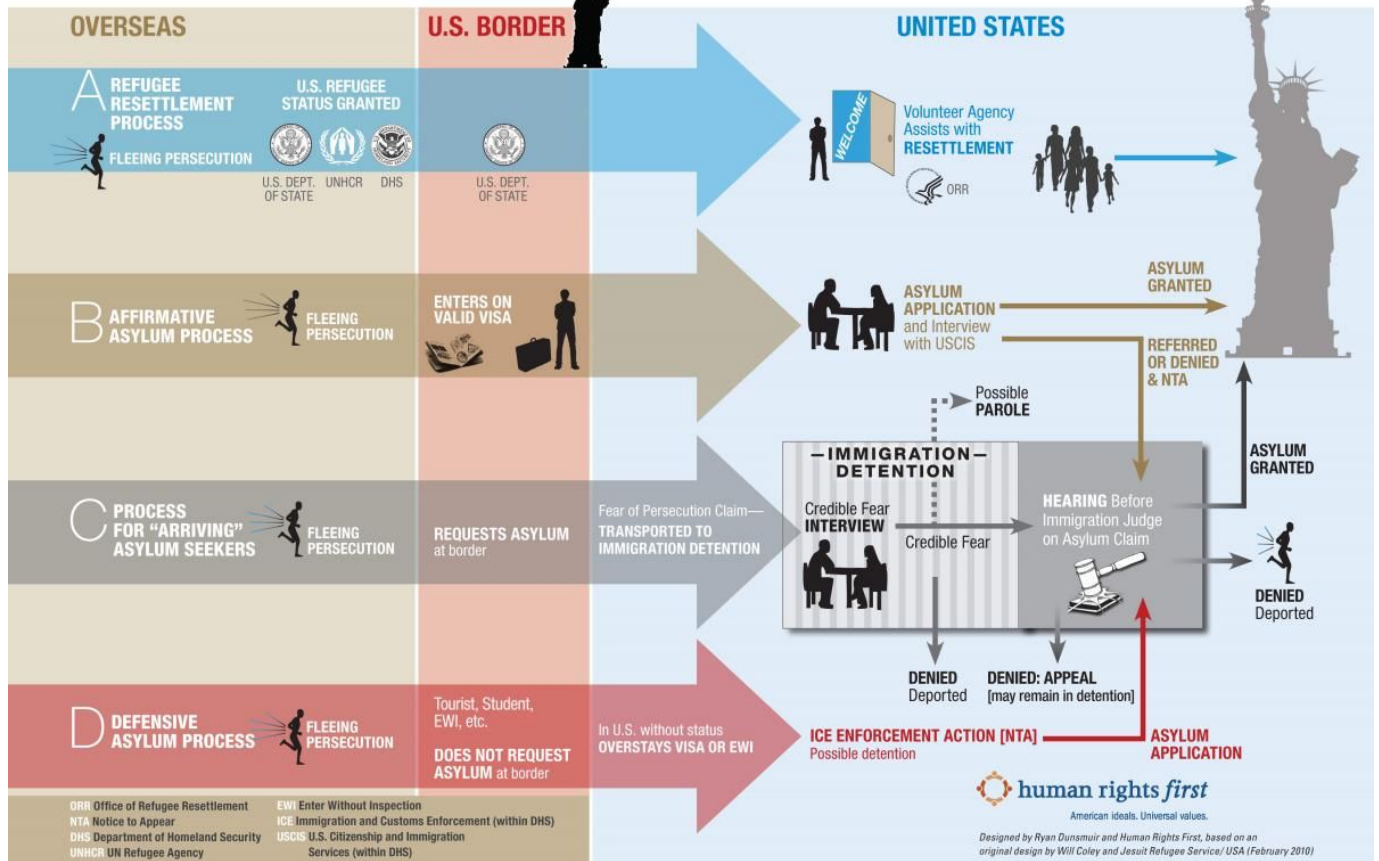 OVERSEAS
U.S. BORDER
UNITED STATES
A REFUGEE
RESETTLEMENT
PROCESS
FLEEING PERSECUTION
U.S. REFUGEE
STATUS GRANTED
U.S. DEPT.
OF STATE
UNHCR
DHS
U.S. DEPT.
OF STATE
WELCOME
Volunteer Agency
Assists with
RESETTLEMENT
ORR
B AFFIRMATIVE
ASYLUM PROCESS
FLEEING
PERSECUTION
ENTERS ON
VALID VISA
ASYLUM
APPLICATION
and Interview
with USCIS
ASYLUM
GRANTED
REFERRED
OR DENIED
& NTA
Possible
PAROLE
C PROCESS
FOR “ARRIVING”
ASYLUM SEEKERS
FLEEING
PERSECUTION
REQUESTS ASYLUM
at border
Fear of Persecution Claim—
TRANSPORTED TO
IMMIGRATION DETENTION
—IMMIGRATION—
DETENTION
Credible Fear
INTERVIEW
Credible Fear
HEARING Before
Immigration Judge
on Asylum Claim
ASYLUM
GRANTED
DENIED
Deported
DENIED
Deported
DENIED: APPEAL
[may remain in detention]
D DEFENSIVE
ASYLUM PROCESS
FLEEING
PERSECUTION
Tourist, Student,
EWI, etc.
DOES NOT REQUEST
ASYLUM at border
In U.S. without status
OVERSTAYS VISA OR EWI
ICE ENFORCEMENT ACTION [NTA]
Possible detention
ASYLUM
APPLICATION
ORR Office of Refugee Resettlement
NTA Notice to Appear
DHS Department of Homeland Security
UNHCR UN Refugee Agency
EWI Enter Without Inspection
ICE Immigration and Customs Enforcement (within DHS)
USCIS U.S. Citizenship and Immigration
Services (within DHS)
human rights first
American ideals. Universal values.
Designed by Ryan Dunsmuir and Human Rights First, based on an
original design by Will Coley and Jesuit Refugee Service/ USA (February 2010)